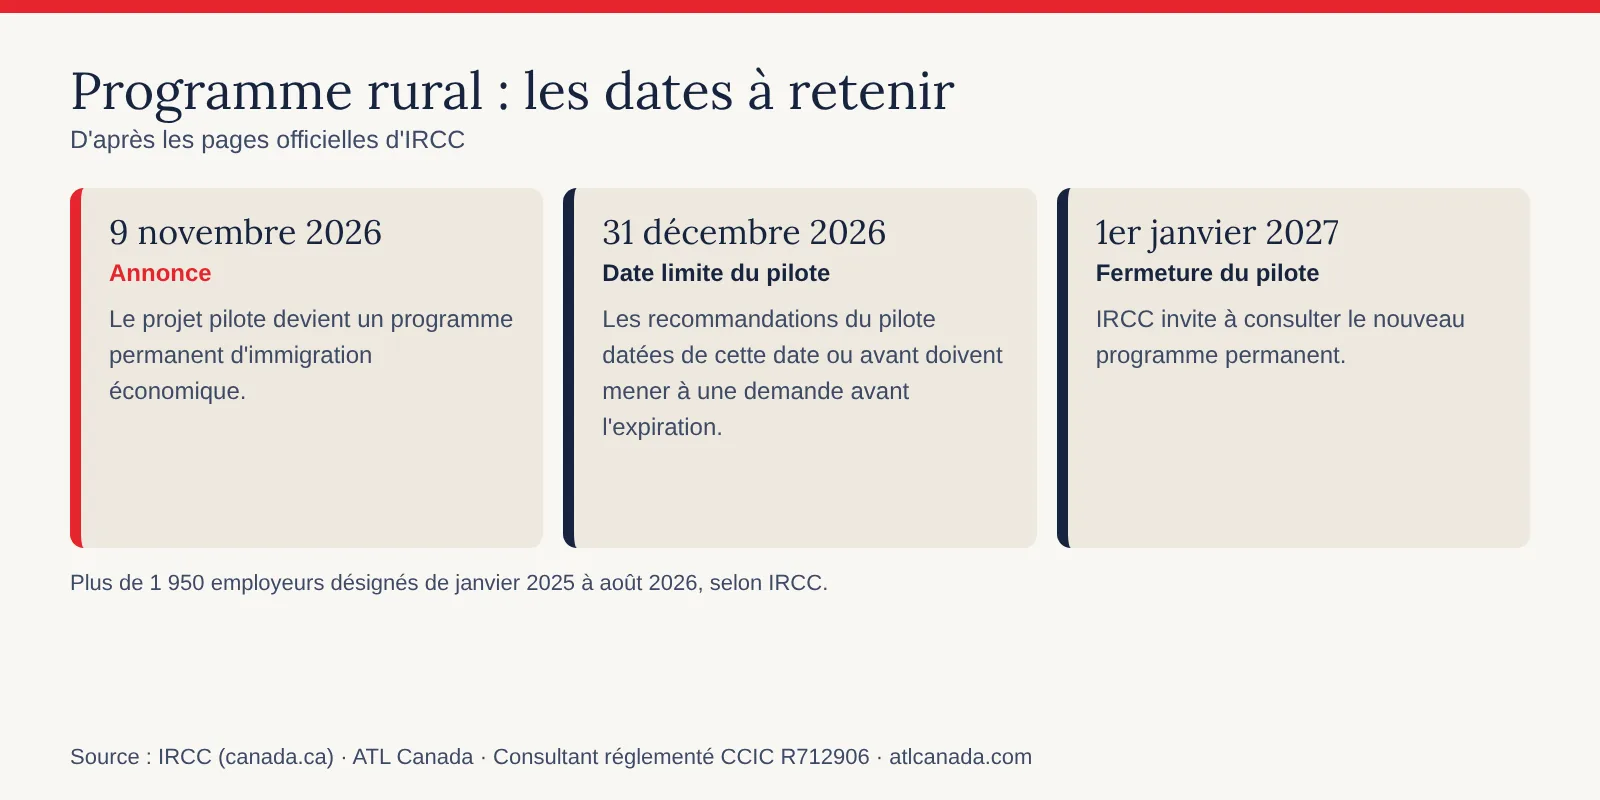 Programme rural : les dates à retenir
D'après les pages officielles d'IRCC
9 novembre 2026
Annonce
Le projet pilote devient un programme
permanent d'immigration
économique.
31 décembre 2026
Date limite du pilote
Les recommandations du pilote
datées de cette date ou avant doivent
mener à une demande avant
l'expiration.
1er janvier 2027
Fermeture du pilote
IRCC invite à consulter le nouveau
programme permanent.
Plus de 1 950 employeurs désignés de janvier 2025 à août 2026, selon IRCC.
Source : IRCC (canada.ca) · ATL Canada · Consultant réglementé CCIC R712906 · atlcanada.com